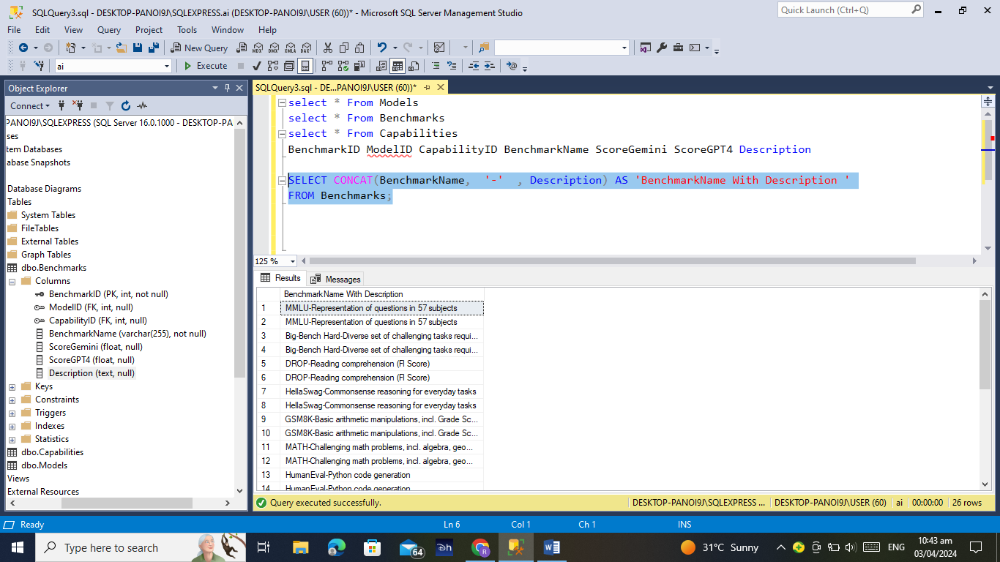 SQLQuery3.sql - DESKTOP-PANOI9J\SQLEXPRESS.ai (DESKTOP-PANOI9J\USER (60))* - Microsoft SQL Server Management Studio
Quick Launch (Ctrl+Q)
File Edit View Query Project Tools Window Help
New Query
MDX DMX XMLA DAX
ai
Execute
Object Explorer
Connect
PANOI9J\SQLEXPRESS (SQL Server 16.0.1000 - DESKTOP-PA
ses
tem Databases
abase Snapshots
Database Diagrams
Tables
System Tables
FileTables
External Tables
Graph Tables
dbo.Benchmarks
Columns
BenchmarkID (PK, int, not null)
ModelID (FK, int, null)
CapabilityID (FK, int, null)
BenchmarkName (varchar(255), not null)
ScoreGemini (float, null)
ScoreGPT4 (float, null)
Description (text, null)
Keys
Constraints
Triggers
Indexes
Statistics
dbo.Capabilities
dbo.Models
Views
External Resources
SQLQuery3.sql - DE...PANOI9J\USER (60))*
select * From Models
select * From Benchmarks
select * From Capabilities
BenchmarkID ModelID CapabilityID BenchmarkName ScoreGemini ScoreGPT4 Description
SELECT CONCAT(BenchmarkName,  '-'  , Description) AS 'BenchmarkName With Description '
FROM Benchmarks;
125 %
Results Messages
BenchmarkName With Description
1 MMLU-Representation of questions in 57 subjects
2 MMLU-Representation of questions in 57 subjects
3 Big-Bench Hard-Diverse set of challenging tasks requi...
4 Big-Bench Hard-Diverse set of challenging tasks requi...
5 DROP-Reading comprehension (Fl Score)
6 DROP-Reading comprehension (Fl Score)
7 HellaSwag-Commonsense reasoning for everyday tasks
8 HellaSwag-Commonsense reasoning for everyday tasks
9 GSM8K-Basic arithmetic manipulations, incl. Grade Sc...
10 GSM8K-Basic arithmetic manipulations, incl. Grade Sc...
11 MATH-Challenging math problems, incl. algebra, geo...
12 MATH-Challenging math problems, incl. algebra, geo...
13 HumanEval-Python code generation
14 HumanEval-Python code generation
Query executed successfully.
DESKTOP-PANOI9J\SQLEXPRESS ... DESKTOP-PANOI9J\USER (60) ai 00:00:00 26 rows
Ready Ln 6 Col 1 Ch 1 INS
Type here to search
64
31°C Sunny
ENG
10:43 am
03/04/2024